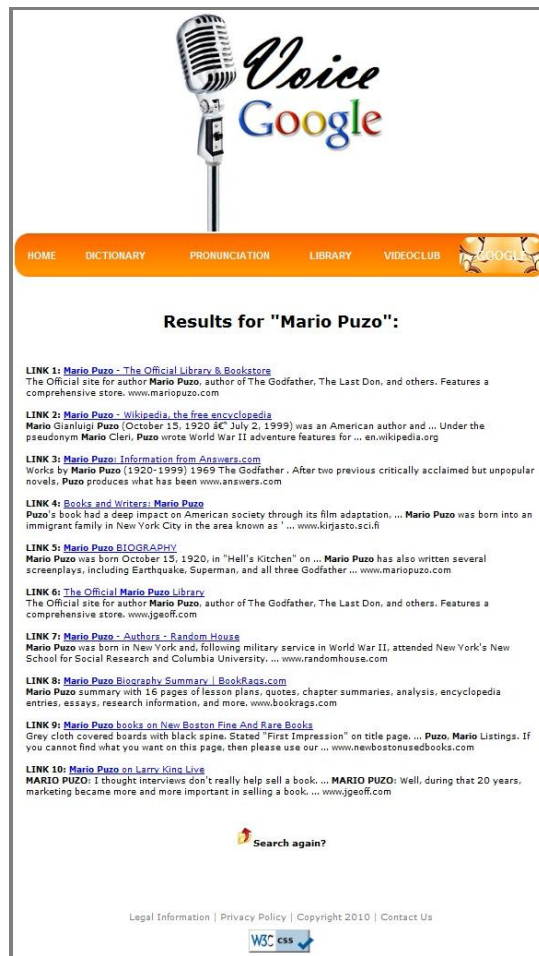 Voice
Google
HOME DICTIONARY PRONUNCIATION LIBRARY VIDEOCLUB GOOGLE
Results for "Mario Puzo":
LINK 1: Mario Puzo - The Official Library & Bookstore
The Official site for author Mario Puzo, author of The Godfather, The Last Don, and others. Features a
comprehensive store. www.mariopuzo.com
LINK 2: Mario Puzo - Wikipedia, the free encyclopedia
Mario Gianluigi Puzo (October 15, 1920 â€" July 2, 1999) was an American author and ... Under the
pseudonym Mario Cleri, Puzo wrote World War II adventure features for ... en.wikipedia.org
LINK 3: Mario Puzo: Information from Answers.com
Works by Mario Puzo (1920-1999) 1969 The Godfather . After two previous critically acclaimed but unpopular
novels, Puzo produces what has been www.answers.com
LINK 4: Books and Writers: Mario Puzo
Puzo's book had a deep impact on American society through its film adaptation, ... Mario Puzo was born into an
immigrant family in New York City in the area known as ' ... www.kirjasto.sci.fi
LINK 5: Mario Puzo BIOGRAPHY
Mario Puzo was born October 15, 1920, in "Hell's Kitchen" on ... Mario Puzo has also written several
screenplays, including Earthquake, Superman, and all three Godfather ... www.mariopuzo.com
LINK 6: The Official Mario Puzo Library
The Official site for author Mario Puzo, author of The Godfather, The Last Don, and others. Features a
comprehensive store. www.jgeoff.com
LINK 7: Mario Puzo - Authors - Random House
Mario Puzo was born in New York and, following military service in World War II, attended New York's New
School for Social Research and Columbia University. ... www.randomhouse.com
LINK 8: Mario Puzo Biography Summary | BookRags.com
Mario Puzo summary with 16 pages of lesson plans, quotes, chapter summaries, analysis, encyclopedia
entries, essays, research information, and more. www.bookrags.com
LINK 9: Mario Puzo books on New Boston Fine And Rare Books
Grey cloth covered boards with black spine. Stated "First Impression" on title page. ... Puzo, Mario Listings. If
you cannot find what you want on this page, then please use our ... www.newbostonusedbooks.com
LINK 10: Mario Puzo on Larry King Live
MARIO PUZO: I thought interviews don't really help sell a book. ... MARIO PUZO: Well, during that 20 years,
marketing became more and more important in selling a book. ... www.jgeoff.com
Search again?
Legal Information | Privacy Policy | Copyright 2010 | Contact Us
W3C css